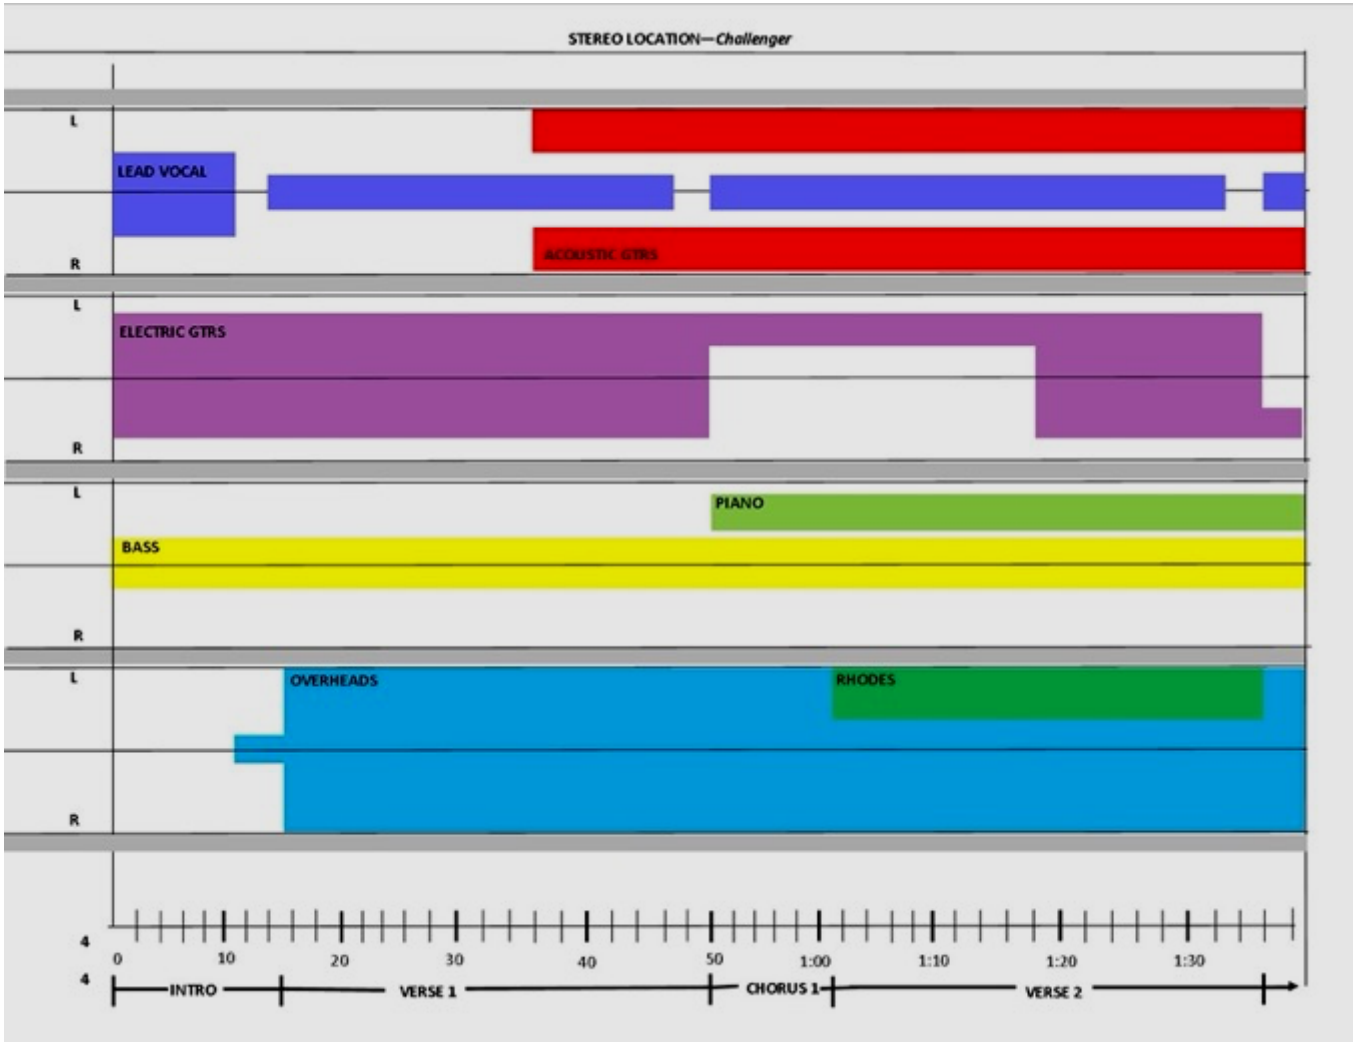 STEREO LOCATION—Challenger
L
LEAD VOCAL
ACOUSTIC GTRS
R
L
ELECTRIC GTRS
R
L
PIANO
BASS
R
L
OVERHEADS RHODES
R
4
0 10 20 30 40 50 1:00 1:10 1:20 1:30
4
INTRO VERSE 1 CHORUS 1 VERSE 2